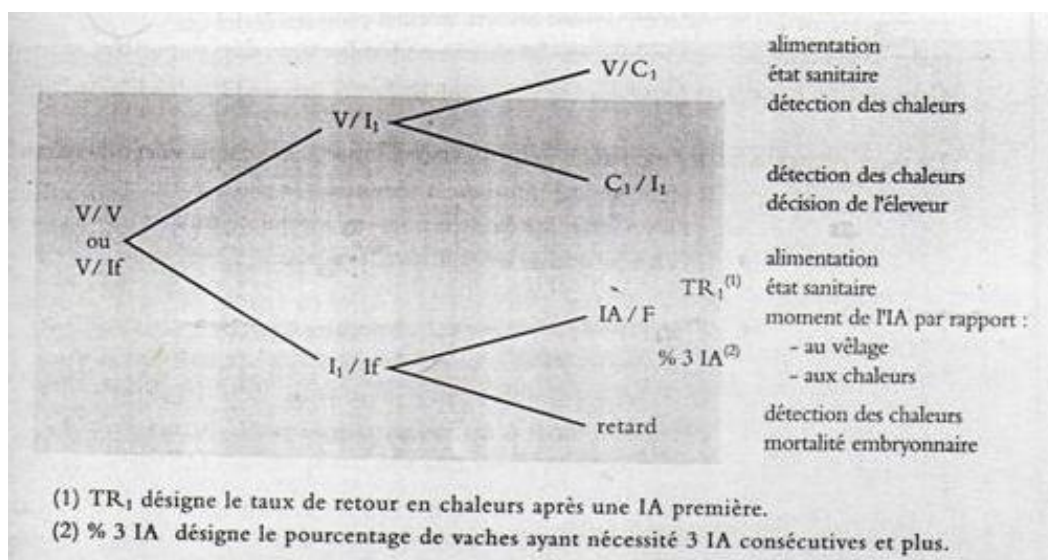 V/C₁
alimentation
état sanitaire
détection des chaleurs
V/I₁
C₁/I₁
détection des chaleurs
décision de l'éleveur
V/V
ou
V/If
TR₁⁽¹⁾
IA/F
% 3 IA⁽²⁾
alimentation
état sanitaire
moment de l'IA par rapport :
- au vêlage
- aux chaleurs
I₁/If
retard
détection des chaleurs
mortalité embryonnaire
(1) TR₁ désigne le taux de retour en chaleurs après une IA première.
(2) % 3 IA désigne le pourcentage de vaches ayant nécessité 3 IA consécutives et plus.